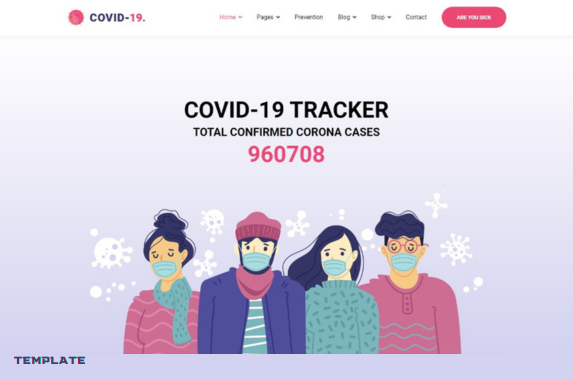 COVID-19.
Home Pages Prevention Blog Shop Contact ARE YOU SICK
COVID-19 TRACKER
TOTAL CONFIRMED CORONA CASES
960708
TEMPLATE